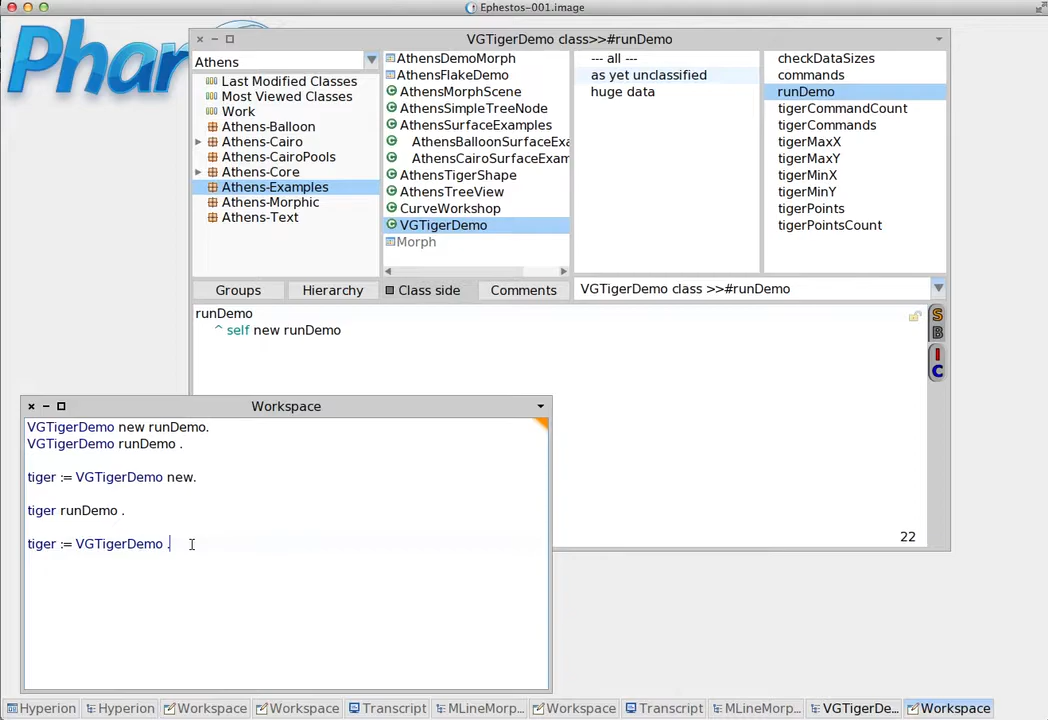 Ephestos-001.image
Phar
VGTigerDemo class>>#runDemo
Athens
Last Modified Classes
Most Viewed Classes
Work
Athens-Balloon
Athens-Cairo
Athens-CairoPools
Athens-Core
Athens-Examples
Athens-Morphic
Athens-Text
AthensDemoMorph
AthensFlakeDemo
AthensMorphScene
AthensSimpleTreeNode
AthensSurfaceExamples
AthensBalloonSurfaceExa
AthensCairoSurfaceExam
AthensTigerShape
AthensTreeView
CurveWorkshop
VGTigerDemo
Morph
--- all ---
as yet unclassified
huge data
checkDataSizes
commands
runDemo
tigerCommandCount
tigerCommands
tigerMaxX
tigerMaxY
tigerMinX
tigerMinY
tigerPoints
tigerPointsCount
Groups
Hierarchy
Class side
Comments
VGTigerDemo class >>#runDemo
runDemo
^ self new runDemo
S
B
I
C
22
Workspace
VGTigerDemo new runDemo.
VGTigerDemo runDemo .
tiger := VGTigerDemo new.
tiger runDemo .
tiger := VGTigerDemo .
Hyperion
Hyperion
Workspace
Workspace
Transcript
MLineMorp...
Workspace
Transcript
MLineMorp...
VGTigerDe...
Workspace